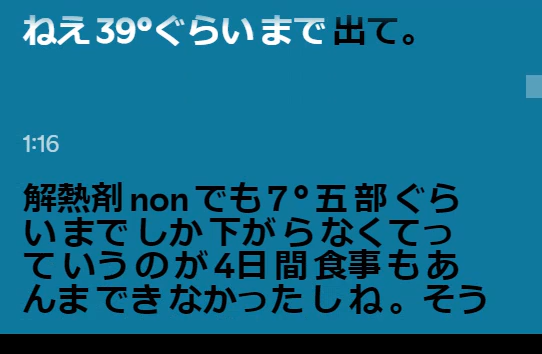 ねえ 39°ぐらい まで 出て。
1:16
解熱剤 non でも 7 ° 五 部 ぐら
い まで しか 下が らな くてっ
て いう の が 4日 間 食事 も あ
んま でき なかった し ね 。 そう